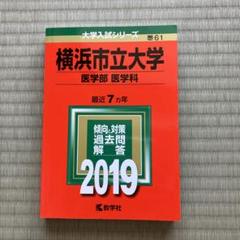 大学入試シリーズ
61
横浜市立大学
医学部 医学科
最近7カ年
傾向と対策
過去問
解答
2019
教学社